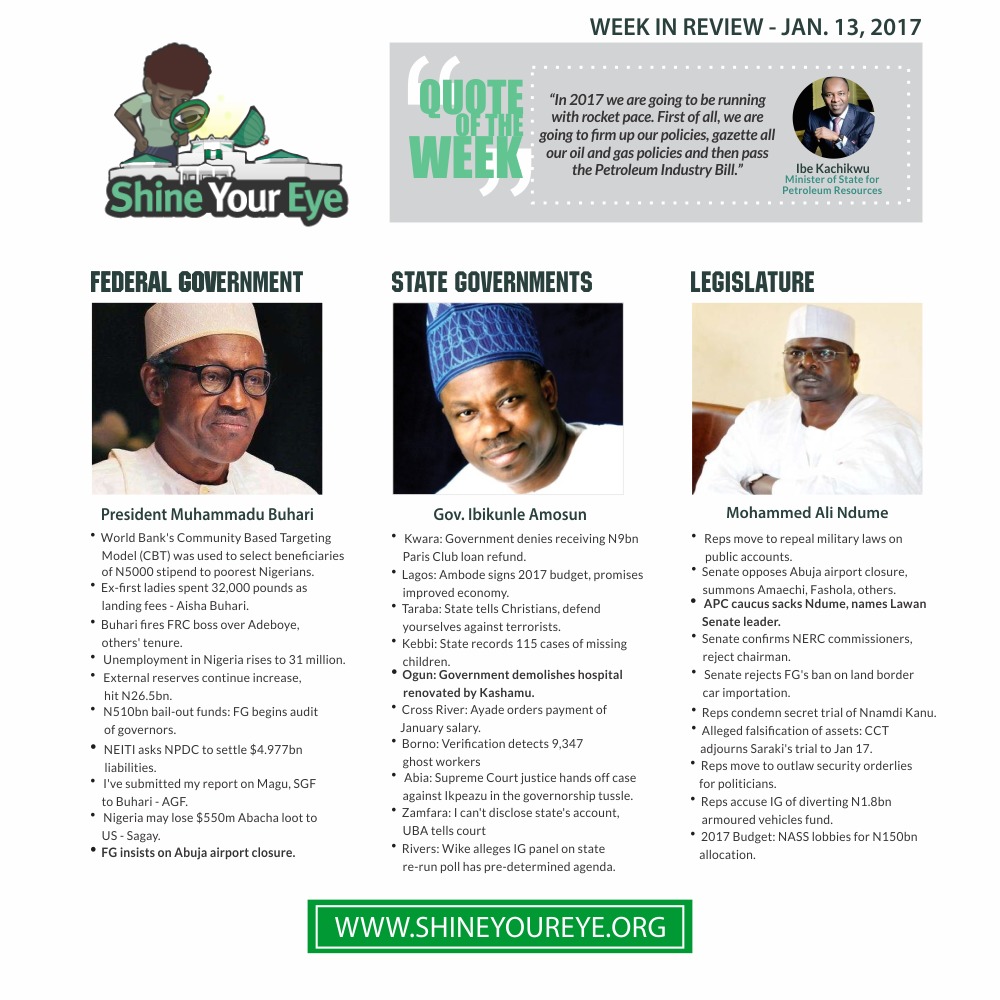 WEEK IN REVIEW - JAN. 13, 2017
Shine Your Eye
QUOTE
OF THE
WEEK
“In 2017 we are going to be running
with rocket pace. First of all, we are
going to firm up our policies, gazette all
our oil and gas policies and then pass
the Petroleum Industry Bill.”
Ibe Kachikwu
Minister of State for
Petroleum Resources
FEDERAL GOVERNMENT
President Muhammadu Buhari
• World Bank's Community Based Targeting
Model (CBT) was used to select beneficiaries
of N5000 stipend to poorest Nigerians.
• Ex-first ladies spent 32,000 pounds as
landing fees - Aisha Buhari.
• Buhari fires FRC boss over Adeboye,
others' tenure.
• Unemployment in Nigeria rises to 31 million.
• External reserves continue increase,
hit N26.5bn.
• N510bn bail-out funds: FG begins audit
of governors.
• NEITI asks NPDC to settle $4.977bn
liabilities.
• I've submitted my report on Magu, SGF
to Buhari - AGF.
• Nigeria may lose $550m Abacha loot to
US - Sagay.
• FG insists on Abuja airport closure.
STATE GOVERNMENTS
Gov. Ibikunle Amosun
• Kwara: Government denies receiving N9bn
Paris Club loan refund.
• Lagos: Ambode signs 2017 budget, promises
improved economy.
• Taraba: State tells Christians, defend
yourselves against terrorists.
• Kebbi: State records 115 cases of missing
children.
• Ogun: Government demolishes hospital
renovated by Kashamu.
• Cross River: Ayade orders payment of
January salary.
• Borno: Verification detects 9,347
ghost workers
• Abia: Supreme Court justice hands off case
against Ikpeazu in the governorship tussle.
• Zamfara: I can't disclose state's account,
UBA tells court
• Rivers: Wike alleges IG panel on state
re-run poll has pre-determined agenda.
LEGISLATURE
Mohammed Ali Ndume
• Reps move to repeal military laws on
public accounts.
• Senate opposes Abuja airport closure,
summons Amaechi, Fashola, others.
• APC caucus sacks Ndume, names Lawan
Senate leader.
• Senate confirms NERC commissioners,
reject chairman.
• Senate rejects FG's ban on land border
car importation.
• Reps condemn secret trial of Nnamdi Kanu.
• Alleged falsification of assets: CCT
adjourns Saraki's trial to Jan 17.
• Reps move to outlaw security orderlies
for politicians.
• Reps accuse IG of diverting N1.8bn
armoured vehicles fund.
• 2017 Budget: NASS lobbies for N150bn
allocation.
WWW.SHINEYOUREYE.ORG